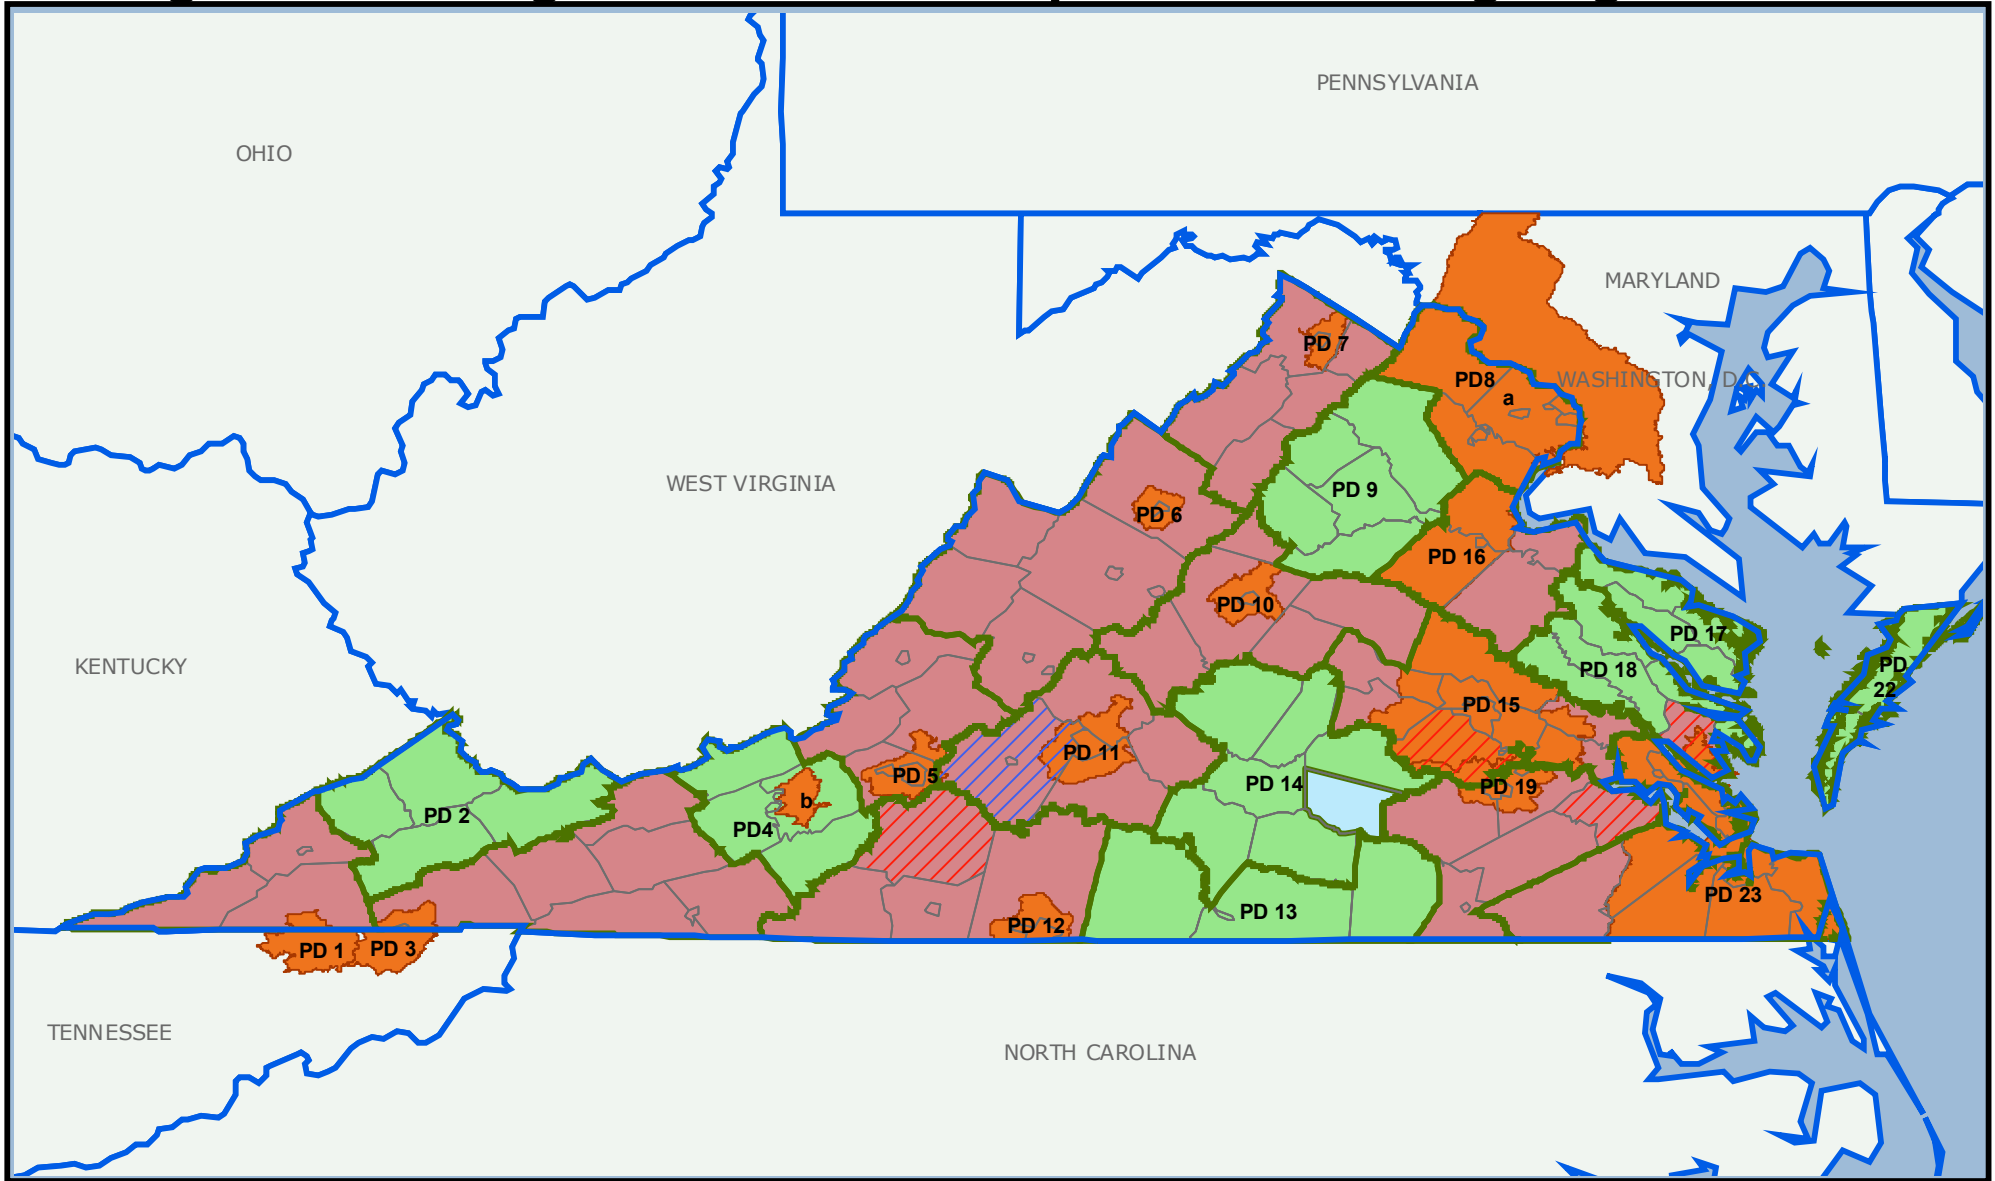 PENNSYLVANIA
OHIO
MARYLAND
PD 7
PD8
WASHINGTON, D.C.
a
WEST VIRGINIA
PD 9
PD 6
PD 16
PD 10
PD 17
KENTUCKY
PD 18
PD
22
PD 15
PD 11
PD 5
PD 14
PD 19
b
PD 2
PD4
PD 23
PD 13
PD 12
PD 1
PD 3
TENNESSEE
NORTH CAROLINA